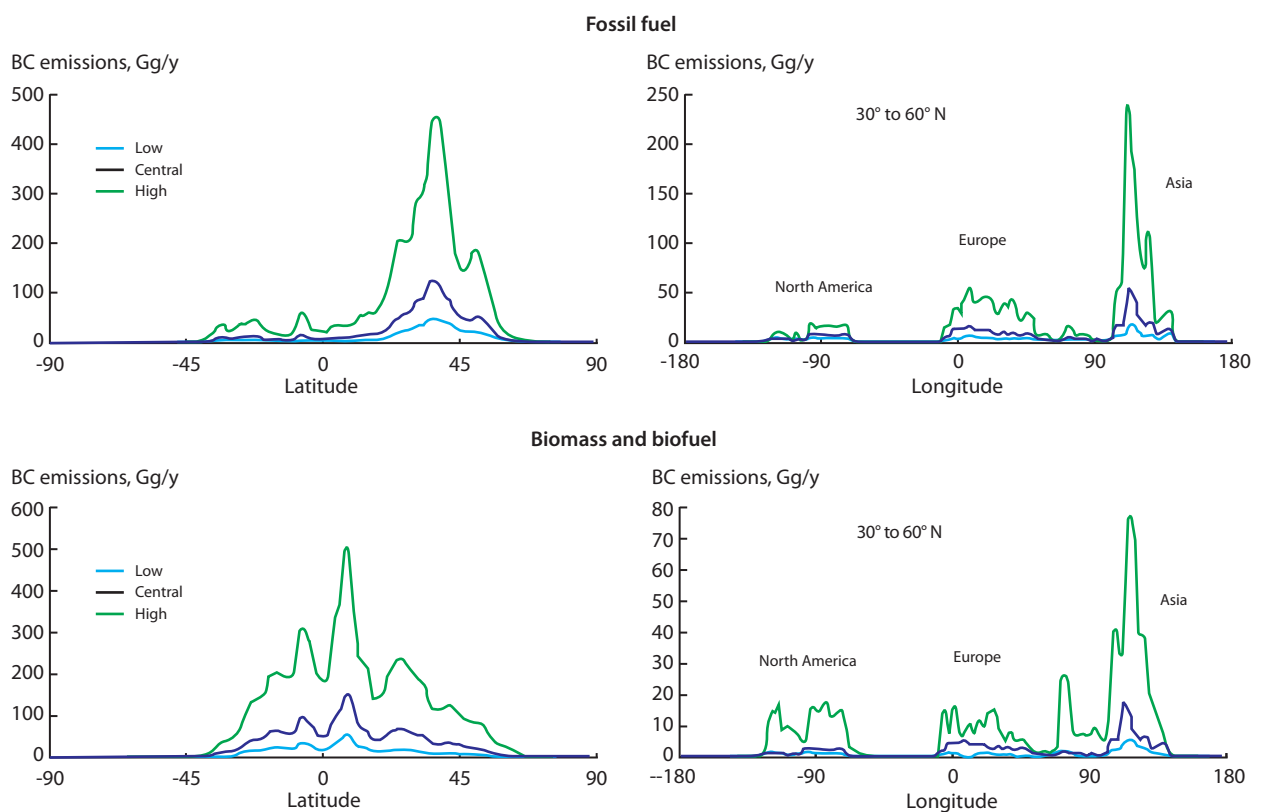 Fossil fuel
BC emissions, Gg/y
500
400
300
200
100
0
-90
-45
0
45
90
Latitude
Low
Central
High
BC emissions, Gg/y
250
200
150
100
50
0
-180
-90
0
90
180
Longitude
30° to 60° N
North America
Europe
Asia
Biomass and biofuel
BC emissions, Gg/y
600
500
400
300
200
100
0
-90
-45
0
45
90
Latitude
Low
Central
High
BC emissions, Gg/y
80
70
60
50
40
30
20
10
0
--180
-90
0
90
180
Longitude
30° to 60° N
North America
Europe
Asia